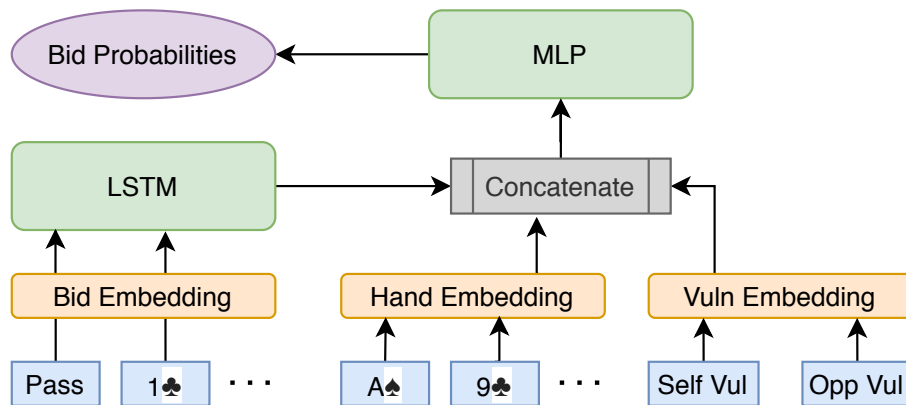 Bid Probabilities
MLP
LSTM
Concatenate
Bid Embedding
Hand Embedding
Vuln Embedding
Pass
1♣
. . .
A♠
9♣
. . .
Self Vul
Opp Vul